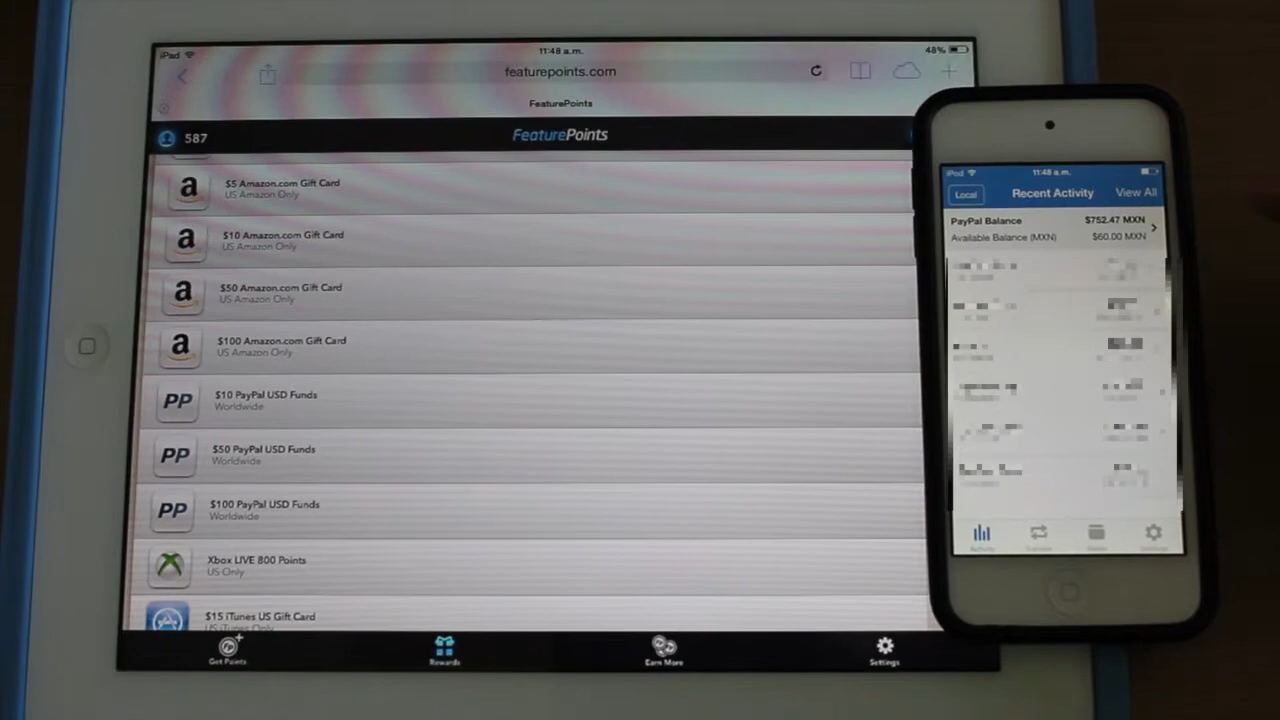 iPad
11:48 a.m.
48%
featurepoints.com
FeaturePoints
587
FeaturePoints
$5 Amazon.com Gift Card
US Amazon Only
$10 Amazon.com Gift Card
US Amazon Only
$50 Amazon.com Gift Card
US Amazon Only
$100 Amazon.com Gift Card
US Amazon Only
PP
$10 PayPal USD Funds
Worldwide
PP
$50 PayPal USD Funds
Worldwide
PP
$100 PayPal USD Funds
Worldwide
Xbox LIVE 800 Points
US Only
$15 iTunes US Gift Card
US iTunes Only
Get Points
Rewards
Earn More
Settings
iPod
11:48 a.m.
Local
Recent Activity
View All
PayPal Balance
$752.47 MXN
Available Balance (MXN)
$60.00 MXN
Activity
Settings